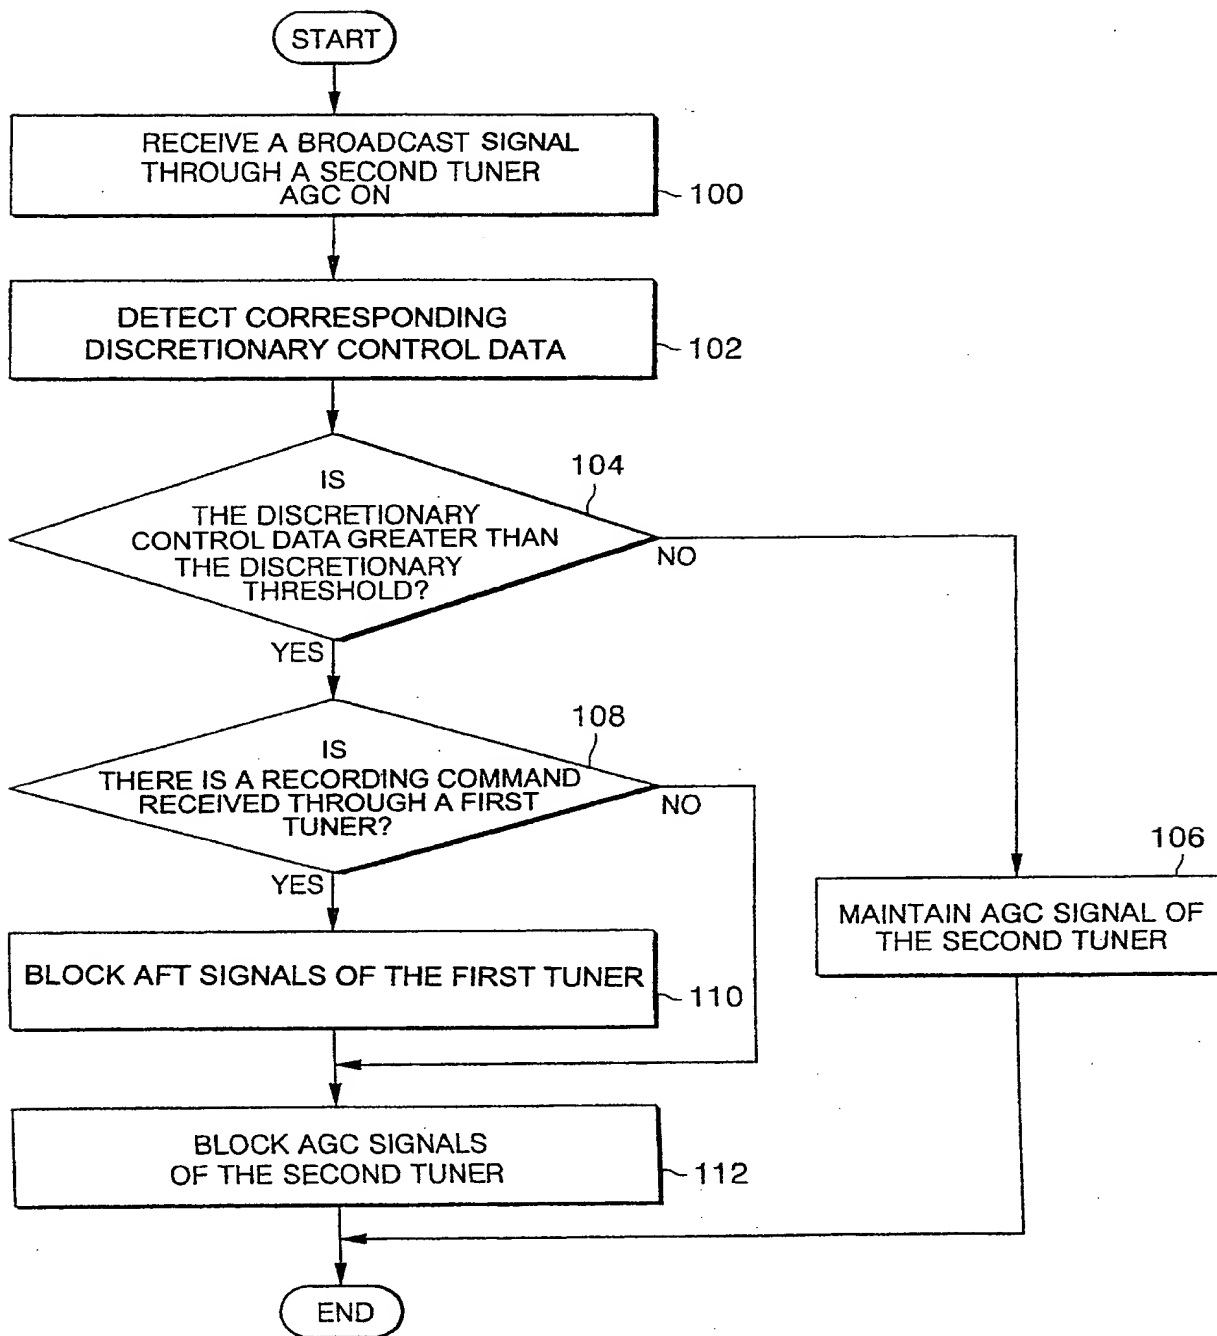 START
RECEIVE A BROADCAST SIGNAL
THROUGH A SECOND TUNER
AGC ON
100
DETECT CORRESPONDING
DISCRETIONARY CONTROL DATA
102
104
IS
THE DISCRETIONARY
CONTROL DATA GREATER THAN
THE DISCRETIONARY
THRESHOLD?
NO
YES
108
IS
THERE IS A RECORDING COMMAND
RECEIVED THROUGH A FIRST
TUNER?
NO
YES
106
MAINTAIN AGC SIGNAL OF
THE SECOND TUNER
BLOCK AFT SIGNALS OF THE FIRST TUNER
110
BLOCK AGC SIGNALS
OF THE SECOND TUNER
112
END